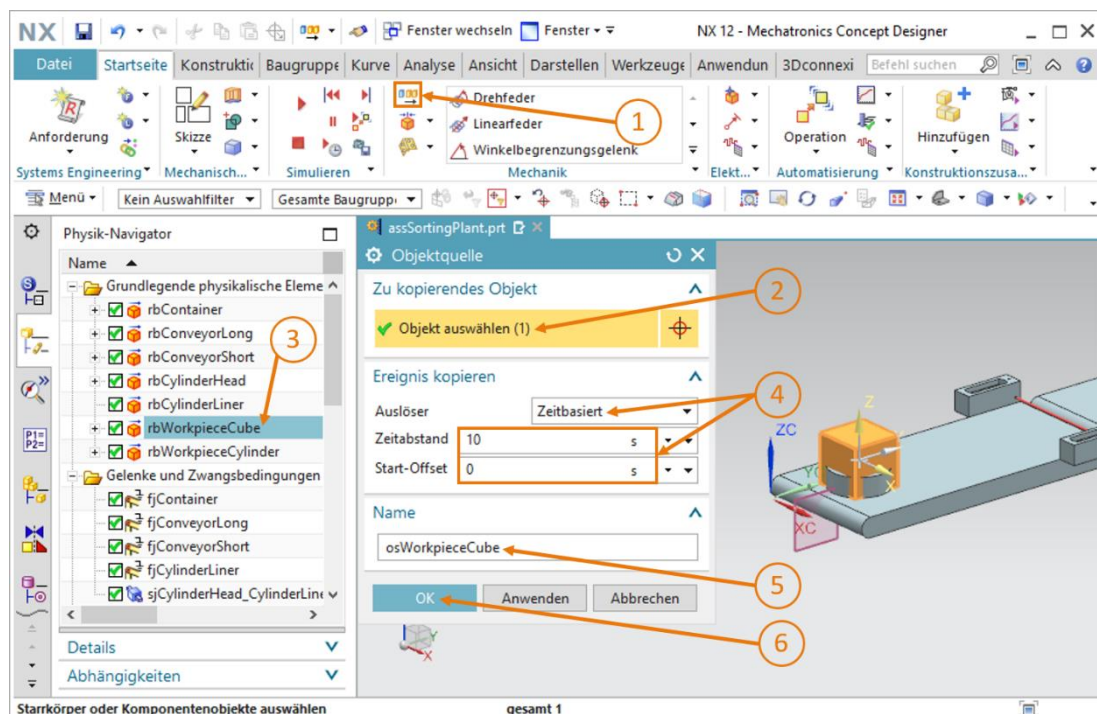 NX Fenster wechseln Fenster NX 12 - Mechatronics Concept Designer
Datei Startseite Konstruktic Baugruppe Kurve Analyse Ansicht Darstellen Werkzeuge Anwendun 3Dconnexi Befehl suchen
Anforderung Skizze Drehfeder
Linearfeder
Winkelbegrenzungsgelenk
1
Operation Hinzufügen
Systems Engineering Mechanisch... Simulieren Mechanik Elekt... Automatisierung Konstruktionszusa...
Menü Kein Auswahlfilter Gesamte Baugrupp
Physik-Navigator
Name
Grundlegende physikalische Eleme
rbContainer
rbConveyorLong
rbConveyorShort
rbCylinderHead
rbCylinderLiner
rbWorkpieceCube
rbWorkpieceCylinder
Gelenke und Zwangsbedingungen
fjContainer
fjConveyorLong
fjConveyorShort
fjCylinderLiner
sjCylinderHead_CylinderLine
Details
Abhängigkeiten
3
P1=
P2=
assSortingPlant.prt
Objektquelle
Zu kopierendes Objekt
2
Objekt auswählen (1)
Ereignis kopieren
Auslöser Zeitbasiert
4
Zeitabstand 10 s
Start-Offset 0 s
Name
osWorkpieceCube
5
OK Anwenden Abbrechen
6
Z
ZC
YC
X
XC
Y
X
Starrkörper oder Komponentenobjekte auswählen gesamt 1